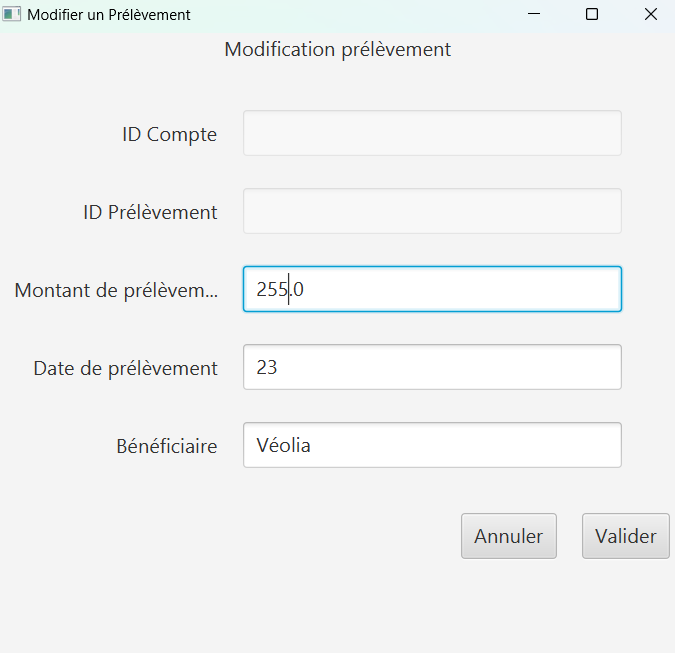 Modifier un Prélèvement
Modification prélèvement
ID Compte
ID Prélèvement
Montant de prélèvem... 255.0
Date de prélèvement 23
Bénéficiaire Véolia
Annuler Valider